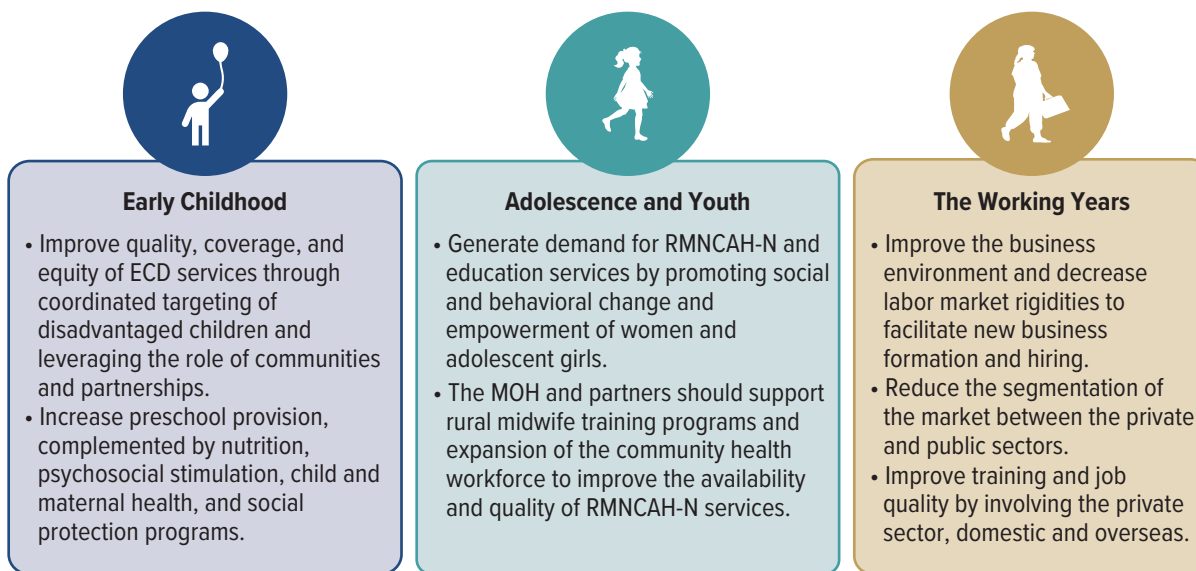 Early Childhood
• Improve quality, coverage, and
equity of ECD services through
coordinated targeting of
disadvantaged children and
leveraging the role of communities
and partnerships.
• Increase preschool provision,
complemented by nutrition,
psychosocial stimulation, child and
maternal health, and social
protection programs.
Adolescence and Youth
• Generate demand for RMNCAH-N and
education services by promoting social
and behavioral change and
empowerment of women and
adolescent girls.
• The MOH and partners should support
rural midwife training programs and
expansion of the community health
workforce to improve the availability
and quality of RMNCAH-N services.
The Working Years
• Improve the business
environment and decrease
labor market rigidities to
facilitate new business
formation and hiring.
• Reduce the segmentation of
the market between the private
and public sectors.
• Improve training and job
quality by involving the private
sector, domestic and overseas.